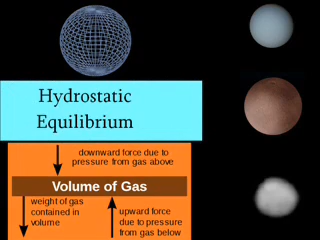 Hydrostatic
Equilibrium
downward force due to
pressure from gas above
Volume of Gas
weight of gas
contained in
volume
upward force
due to pressure
from gas below